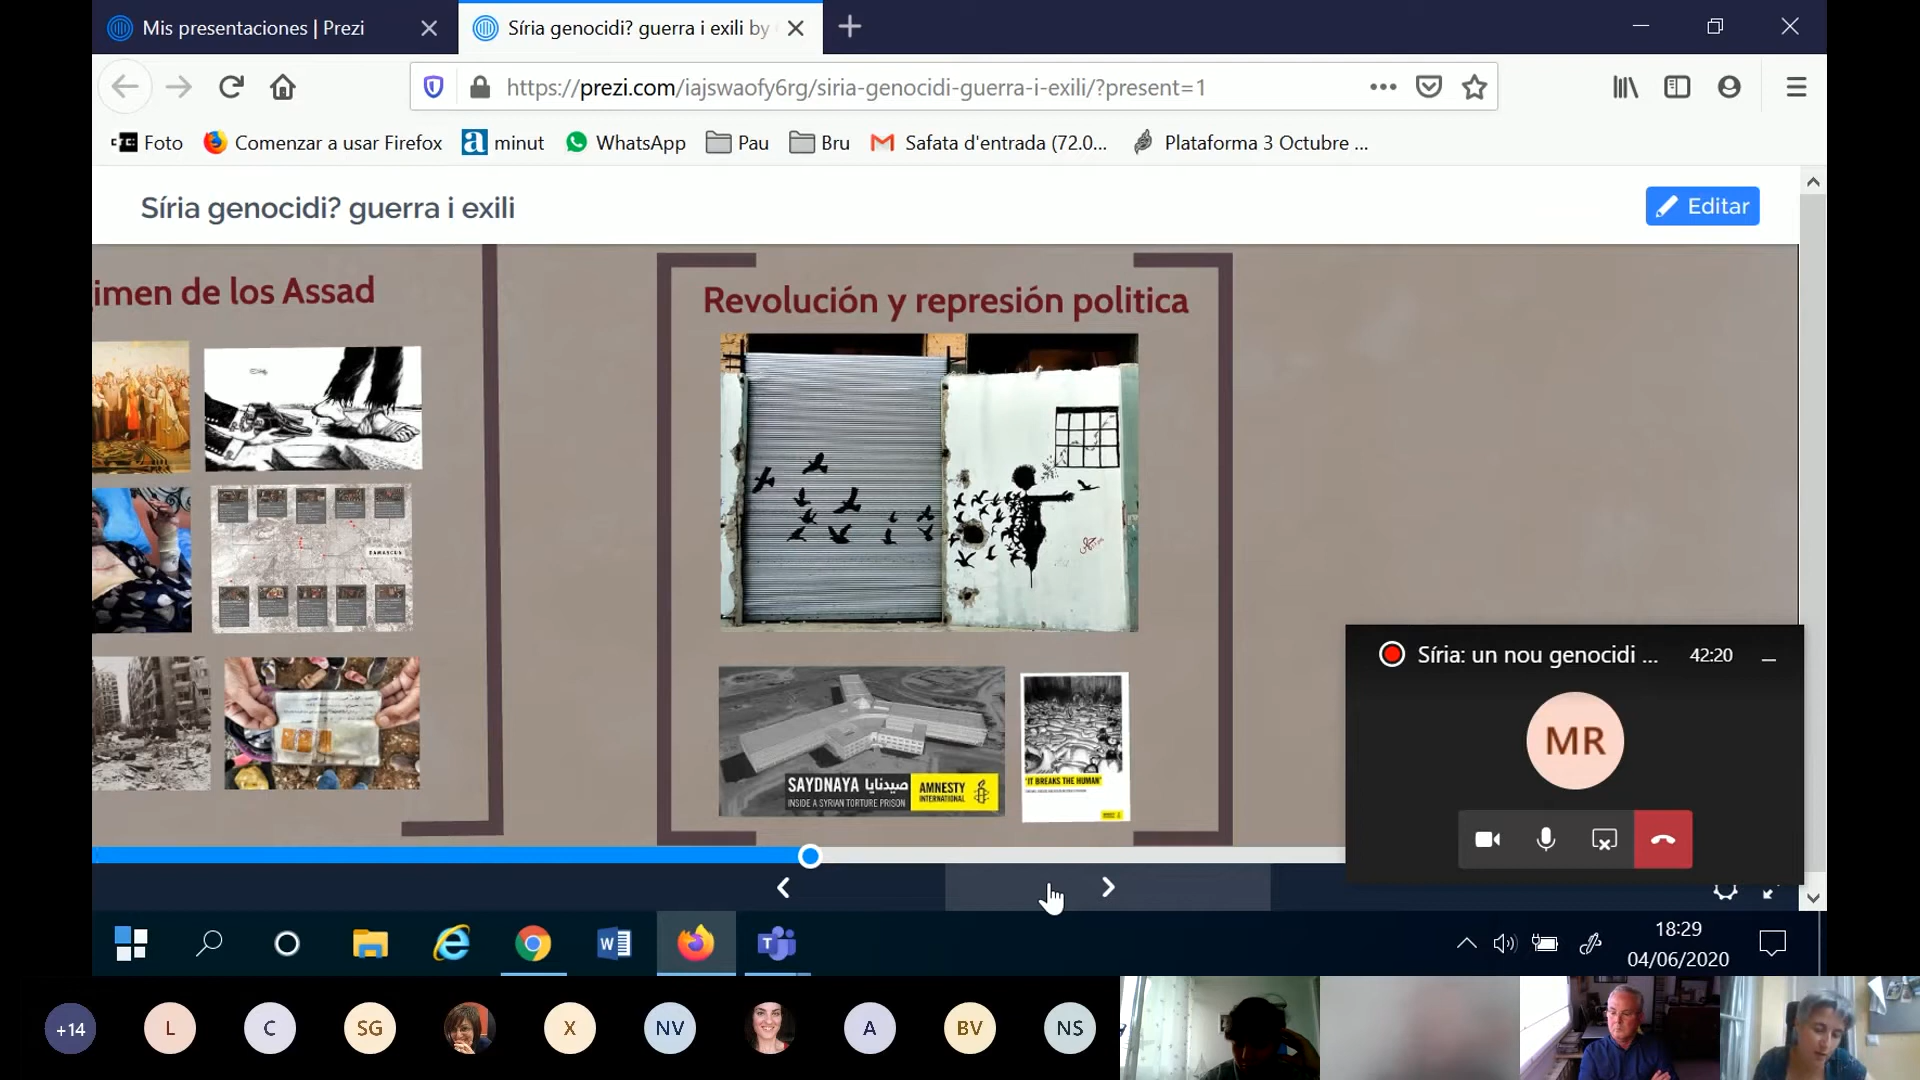 Mis presentaciones | Prezi
Síria genocidi? guerra i exili by
https://prezi.com/iajswaofy6rg/siria-genocidi-guerra-i-exili/?present=1
Foto
Comenzar a usar Firefox
a minut
WhatsApp
Pau
Bru
Safata d'entrada (72.0...
Plataforma 3 Octubre ...
Síria genocidi? guerra i exili
Editar
imen de los Assad
Revolución y represión politica
DAMASCUS
SAYDNAYA صيدنايا
INSIDE A SYRIAN TORTURE PRISON
AMNESTY
INTERNATIONAL
'IT BREAKS THE HUMAN'
Síria: un nou genocidi ...
42:20
MR
W
T
18:29
04/06/2020
+14
L
C
SG
X
NV
A
BV
NS